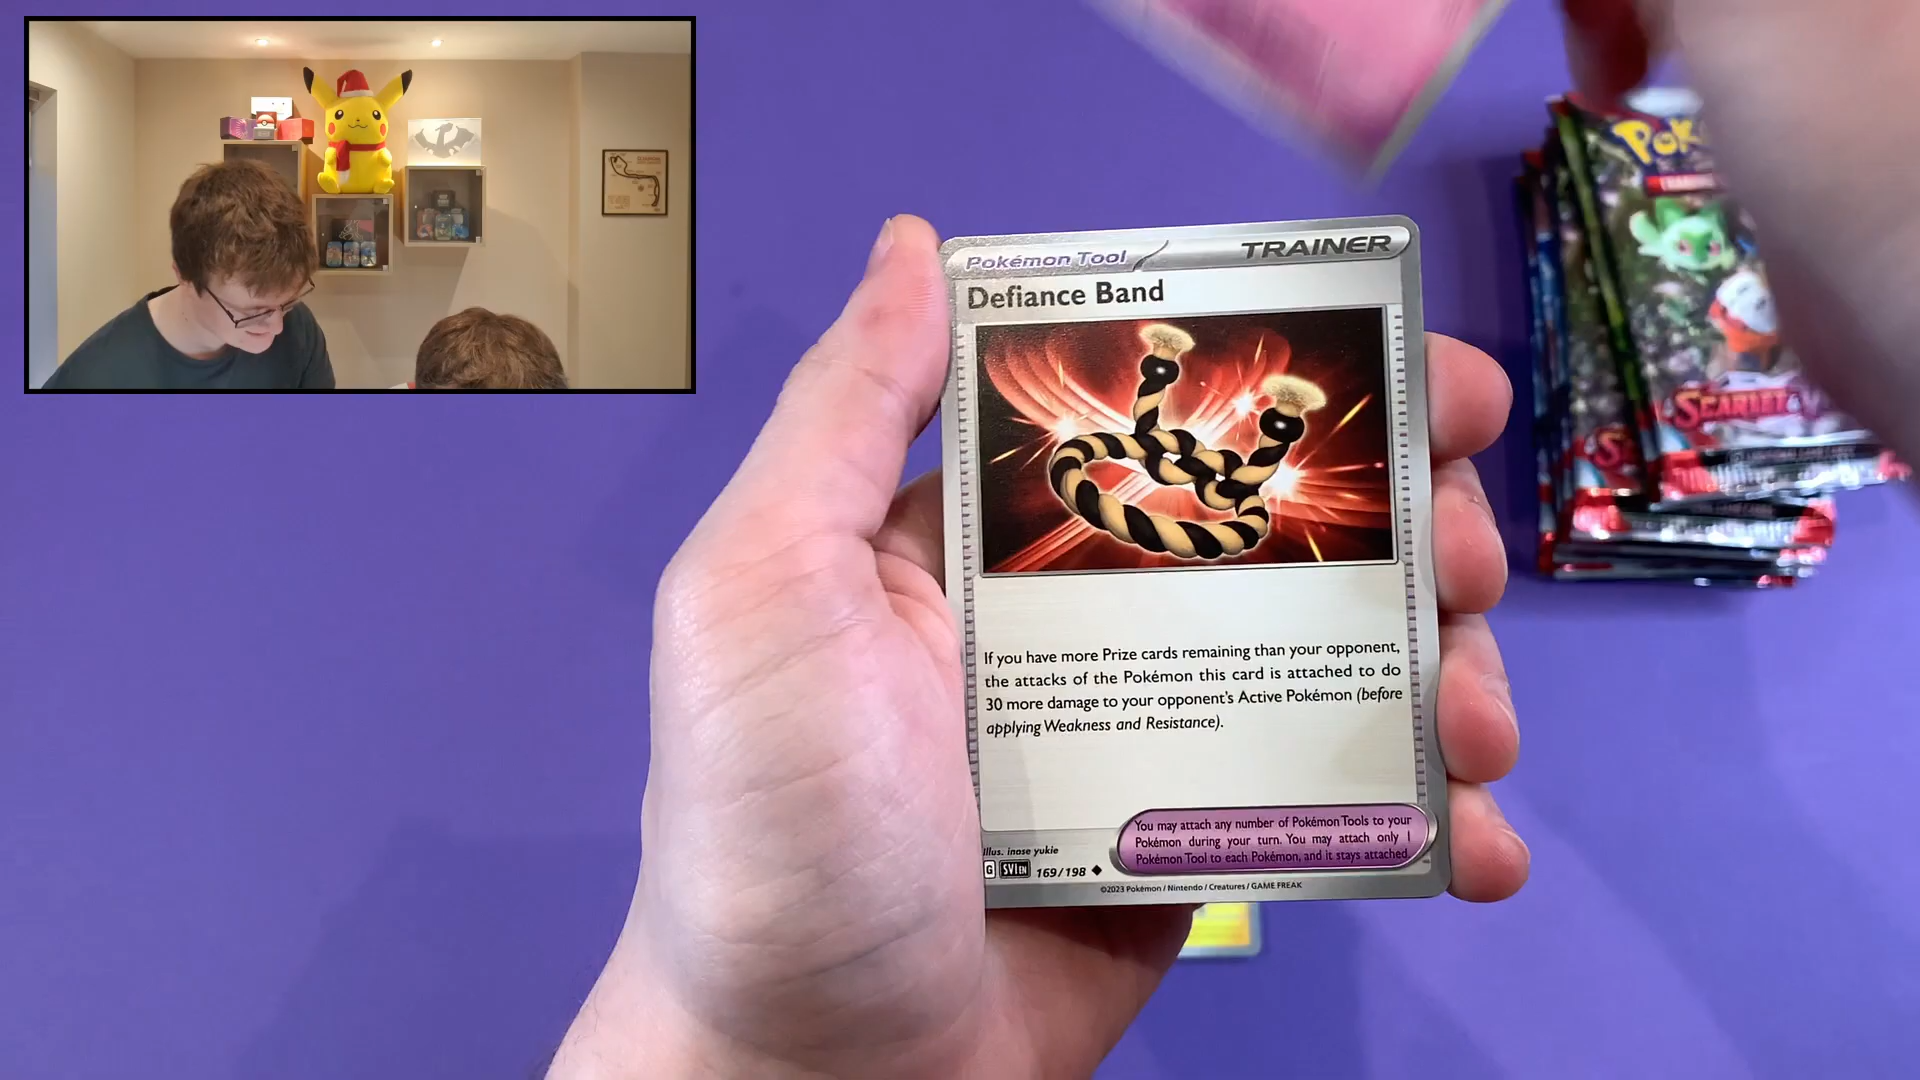 Pokémon Tool
TRAINER
Defiance Band
If you have more Prize cards remaining than your opponent,
the attacks of the Pokémon this card is attached to do
30 more damage to your opponent's Active Pokémon (before
applying Weakness and Resistance).
You may attach any number of Pokémon Tools to your
Pokémon during your turn. You may attach only 1
Pokémon Tool to each Pokémon, and it stays attached.
Illus. inose yukie
G SVI EN 169/198
©2023 Pokémon / Nintendo / Creatures / GAME FREAK
SCARLET &